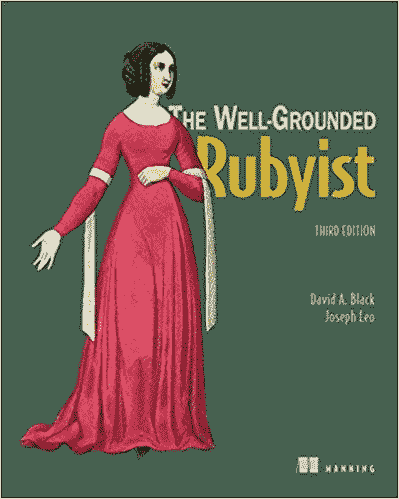 THE WELL-GROUNDED
Rubyist
THIRD EDITION
David A. Black
Joseph Leo
MANNING